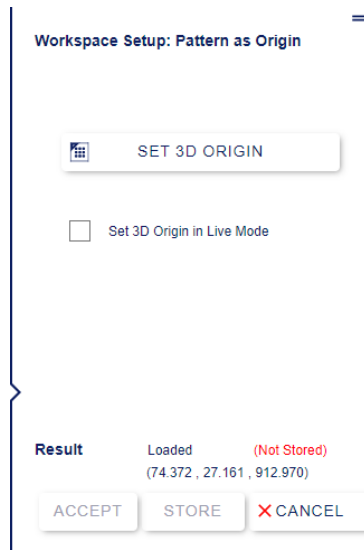 Workspace Setup: Pattern as Origin
SET 3D ORIGIN
Set 3D Origin in Live Mode
Result Loaded (Not Stored)
(74.372 , 27.161 , 912.970)
ACCEPT STORE CANCEL